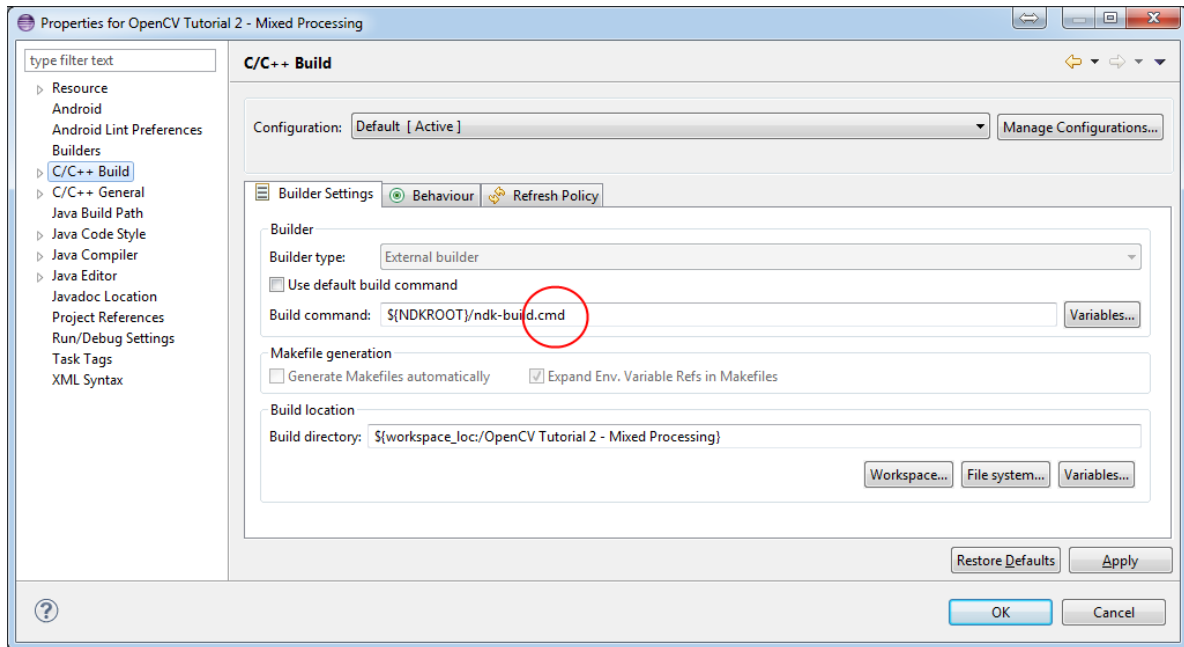 Properties for OpenCV Tutorial 2 - Mixed Processing
type filter text
Resource
Android
Android Lint Preferences
Builders
C/C++ Build
C/C++ General
Java Build Path
Java Code Style
Java Compiler
Java Editor
Javadoc Location
Project References
Run/Debug Settings
Task Tags
XML Syntax
C/C++ Build
Configuration: Default [ Active ] Manage Configurations...
Builder Settings Behaviour Refresh Policy
Builder
Builder type: External builder
Use default build command
Build command: ${NDKROOT}/ndk-build.cmd Variables...
Makefile generation
Generate Makefiles automatically Expand Env. Variable Refs in Makefiles
Build location
Build directory: ${workspace_loc:/OpenCV Tutorial 2 - Mixed Processing}
Workspace... File system... Variables...
Restore Defaults Apply
OK Cancel